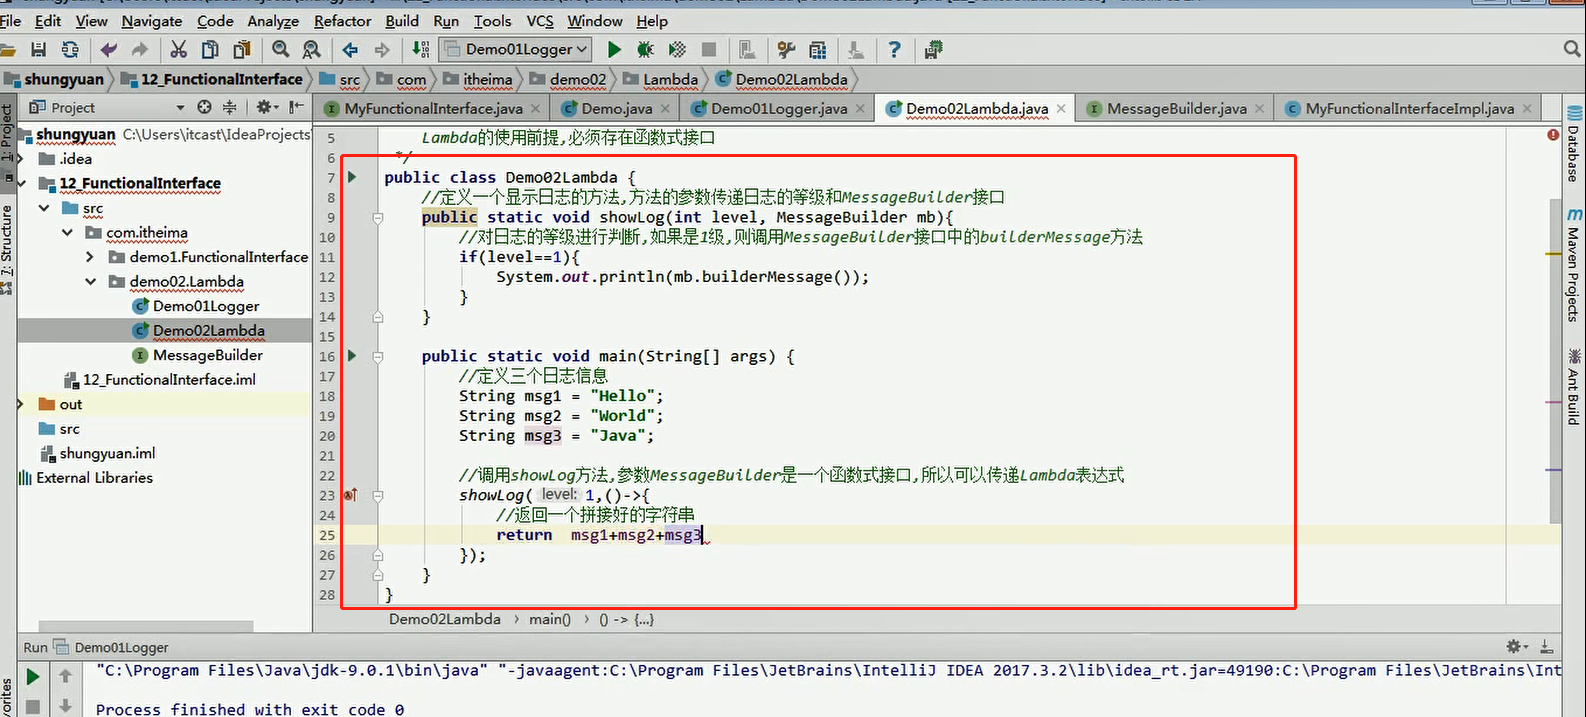 File Edit View Navigate Code Analyze Refactor Build Run Tools VCS Window Help
Demo01Logger
shungyuan 12_FunctionalInterface src com itheima demo02 Lambda Demo02Lambda
Project
MyFunctionalInterface.java Demo.java Demo01Logger.java Demo02Lambda.java MessageBuilder.java MyFunctionalInterfaceImpl.java
shungyuan C:\Users\itcast\IdeaProjects
.idea
12_FunctionalInterface
src
com.itheima
demo1.FunctionalInterface
demo02.Lambda
Demo01Logger
Demo02Lambda
MessageBuilder
12_FunctionalInterface.iml
out
src
shungyuan.iml
External Libraries
1: Project
7: Structure
5 Lambda的使用前提,必须存在函数式接口
6 */
7 public class Demo02Lambda {
8 //定义一个显示日志的方法,方法的参数传递日志的等级和MessageBuilder接口
9 public static void showLog(int level, MessageBuilder mb){
10 //对日志的等级进行判断,如果是1级,则调用MessageBuilder接口中的builderMessage方法
11 if(level==1){
12 System.out.println(mb.builderMessage());
13 }
14 }
15
16 public static void main(String[] args) {
17 //定义三个日志信息
18 String msg1 = "Hello";
19 String msg2 = "World";
20 String msg3 = "Java";
21
22 //调用showLog方法,参数MessageBuilder是一个函数式接口,所以可以传递Lambda表达式
23 showLog( level: 1,()->{
24 //返回一个拼接好的字符串
25 return  msg1+msg2+msg3
26 });
27 }
28 }
Demo02Lambda main() () -> {...}
Database
Maven Projects
Ant Build
Run Demo01Logger
"C:\Program Files\Java\jdk-9.0.1\bin\java" "-javaagent:C:\Program Files\JetBrains\IntelliJ IDEA 2017.3.2\lib\idea_rt.jar=49190:C:\Program Files\JetBrains\Int
Process finished with exit code 0